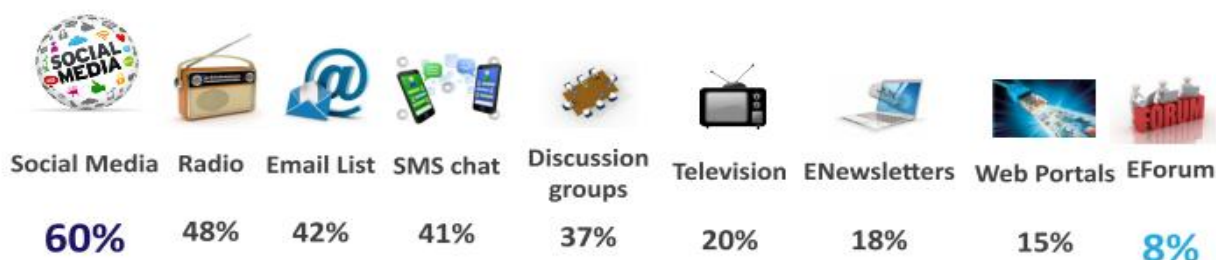 SOCIAL
MEDIA
FORUM
Social Media Radio Email List SMS chat Discussion groups Television ENewsletters Web Portals EForum
60% 48% 42% 41% 37% 20% 18% 15% 8%